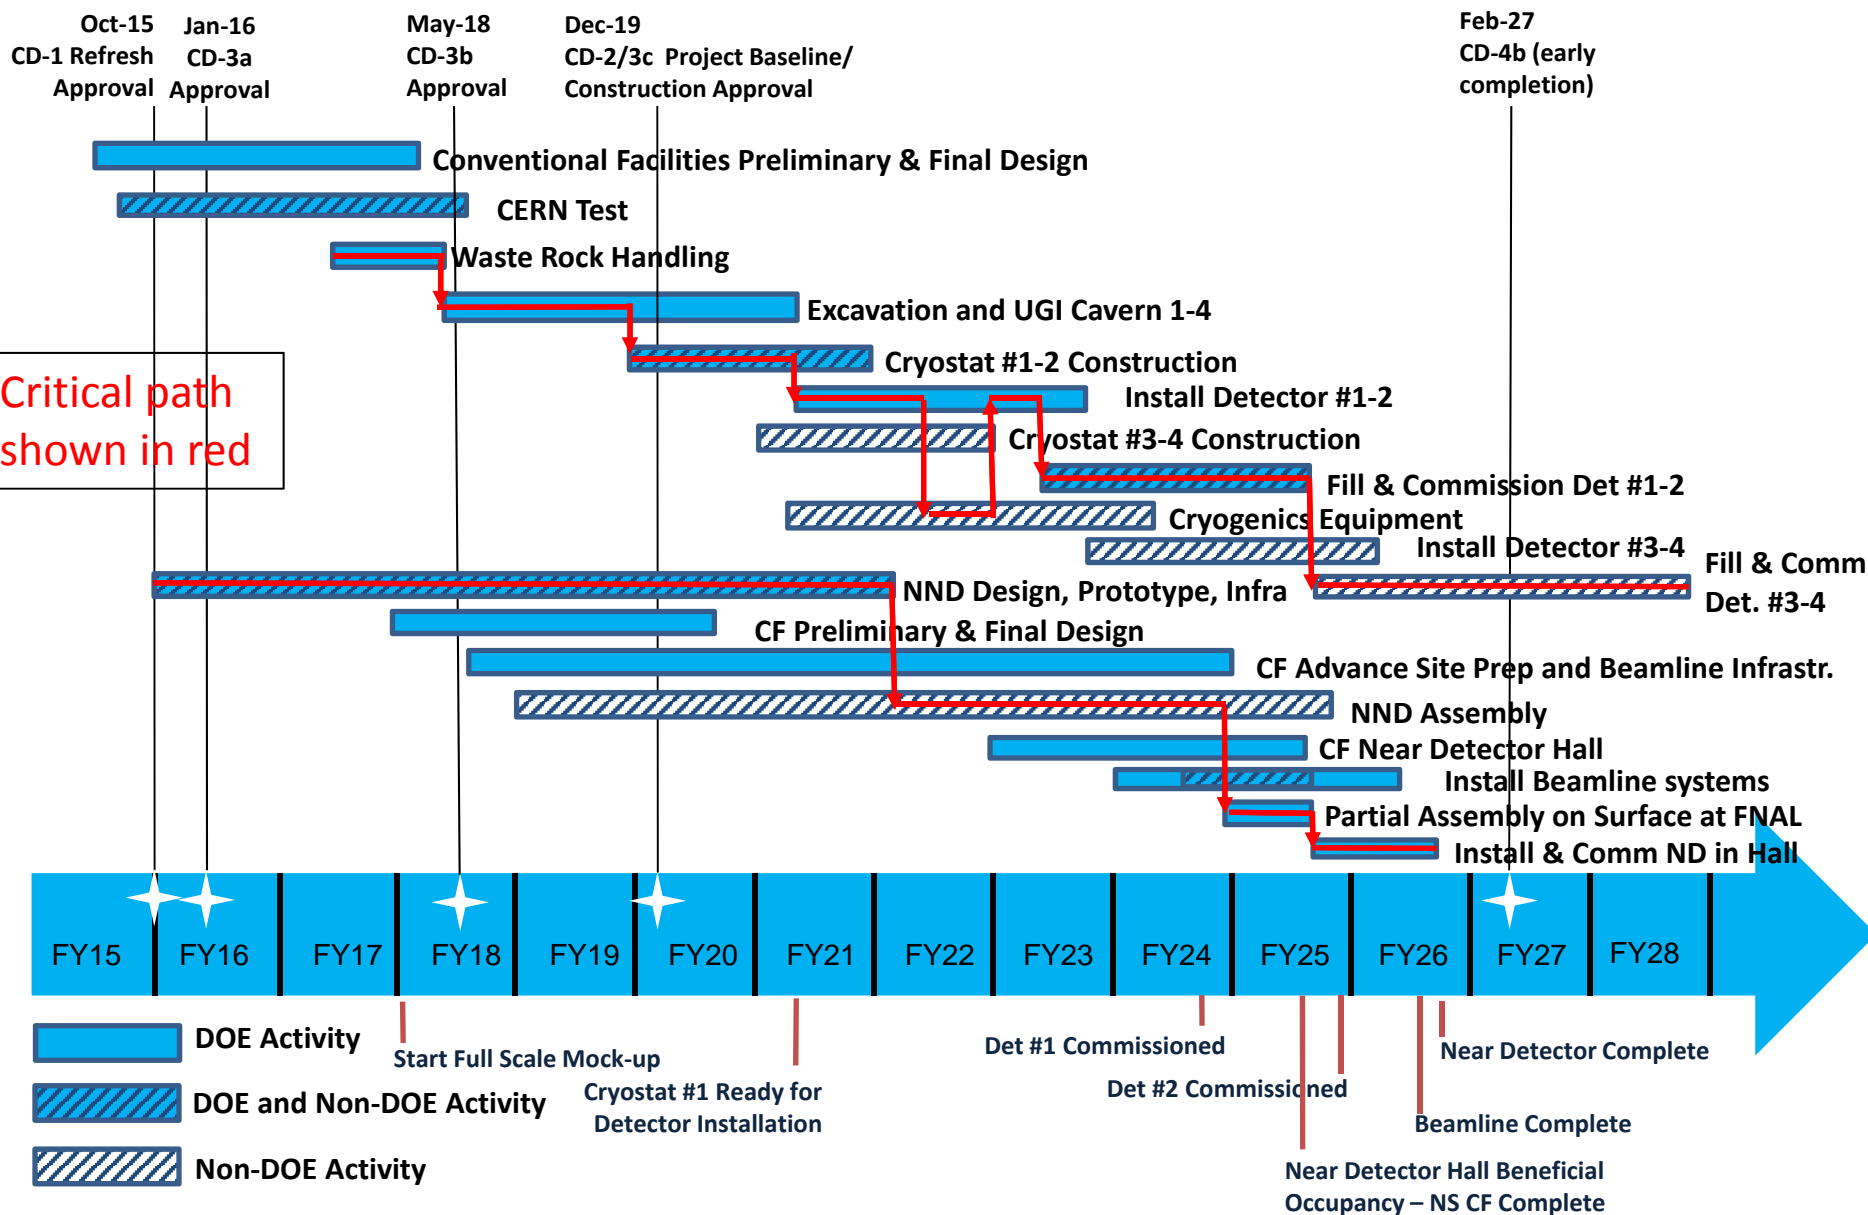 Oct-15
CD-1 Refresh
Approval
Jan-16
CD-3a
Approval
May-18
CD-3b
Approval
Dec-19
CD-2/3c Project Baseline/
Construction Approval
Feb-27
CD-4b (early
completion)
Conventional Facilities Preliminary & Final Design
CERN Test
Waste Rock Handling
Excavation and UGI Cavern 1-4
Cryostat #1-2 Construction
Critical path
shown in red
Install Detector #1-2
Cryostat #3-4 Construction
Fill & Commission Det #1-2
Cryogenics Equipment
Install Detector #3-4
Fill & Comm
Det. #3-4
NND Design, Prototype, Infra
CF Preliminary & Final Design
CF Advance Site Prep and Beamline Infrastr.
NND Assembly
CF Near Detector Hall
Install Beamline systems
Partial Assembly on Surface at FNAL
Install & Comm ND in Hall
FY15 FY16 FY17 FY18 FY19 FY20 FY21 FY22 FY23 FY24 FY25 FY26 FY27 FY28
DOE Activity
DOE and Non-DOE Activity
Non-DOE Activity
Start Full Scale Mock-up
Cryostat #1 Ready for
Detector Installation
Det #1 Commissioned
Det #2 Commissioned
Near Detector Complete
Beamline Complete
Near Detector Hall Beneficial
Occupancy – NS CF Complete